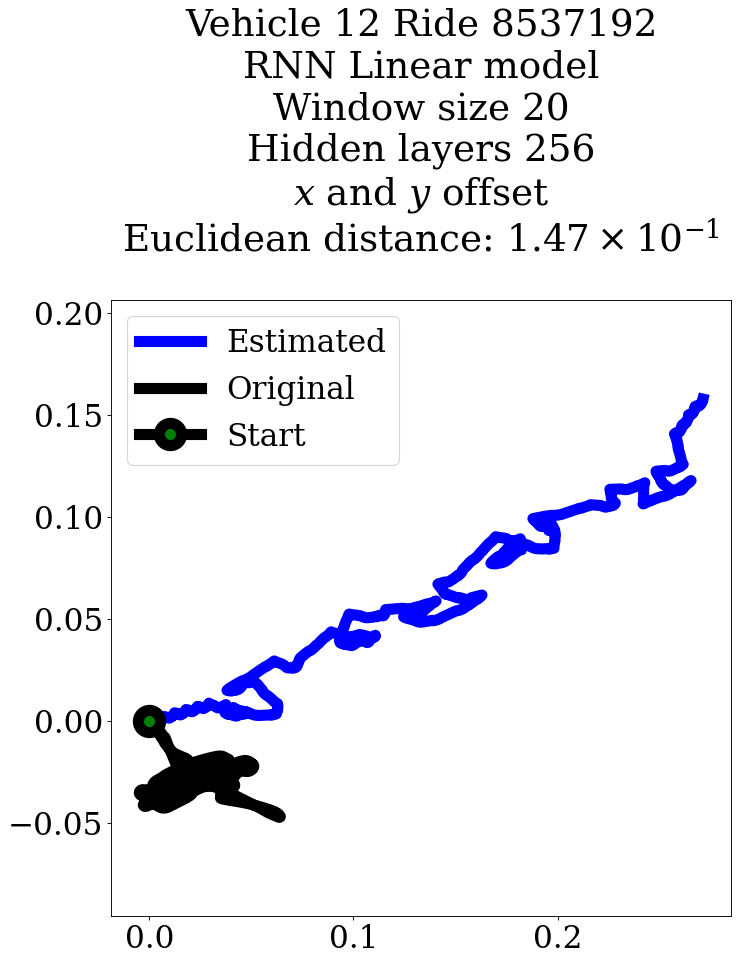 Vehicle 12 Ride 8537192
RNN Linear model
Window size 20
Hidden layers 256
x and y offset
Euclidean distance: 1.47 × 10⁻¹
0.20
0.15
0.10
0.05
0.00
−0.05
Estimated
Original
Start
0.0 0.1 0.2